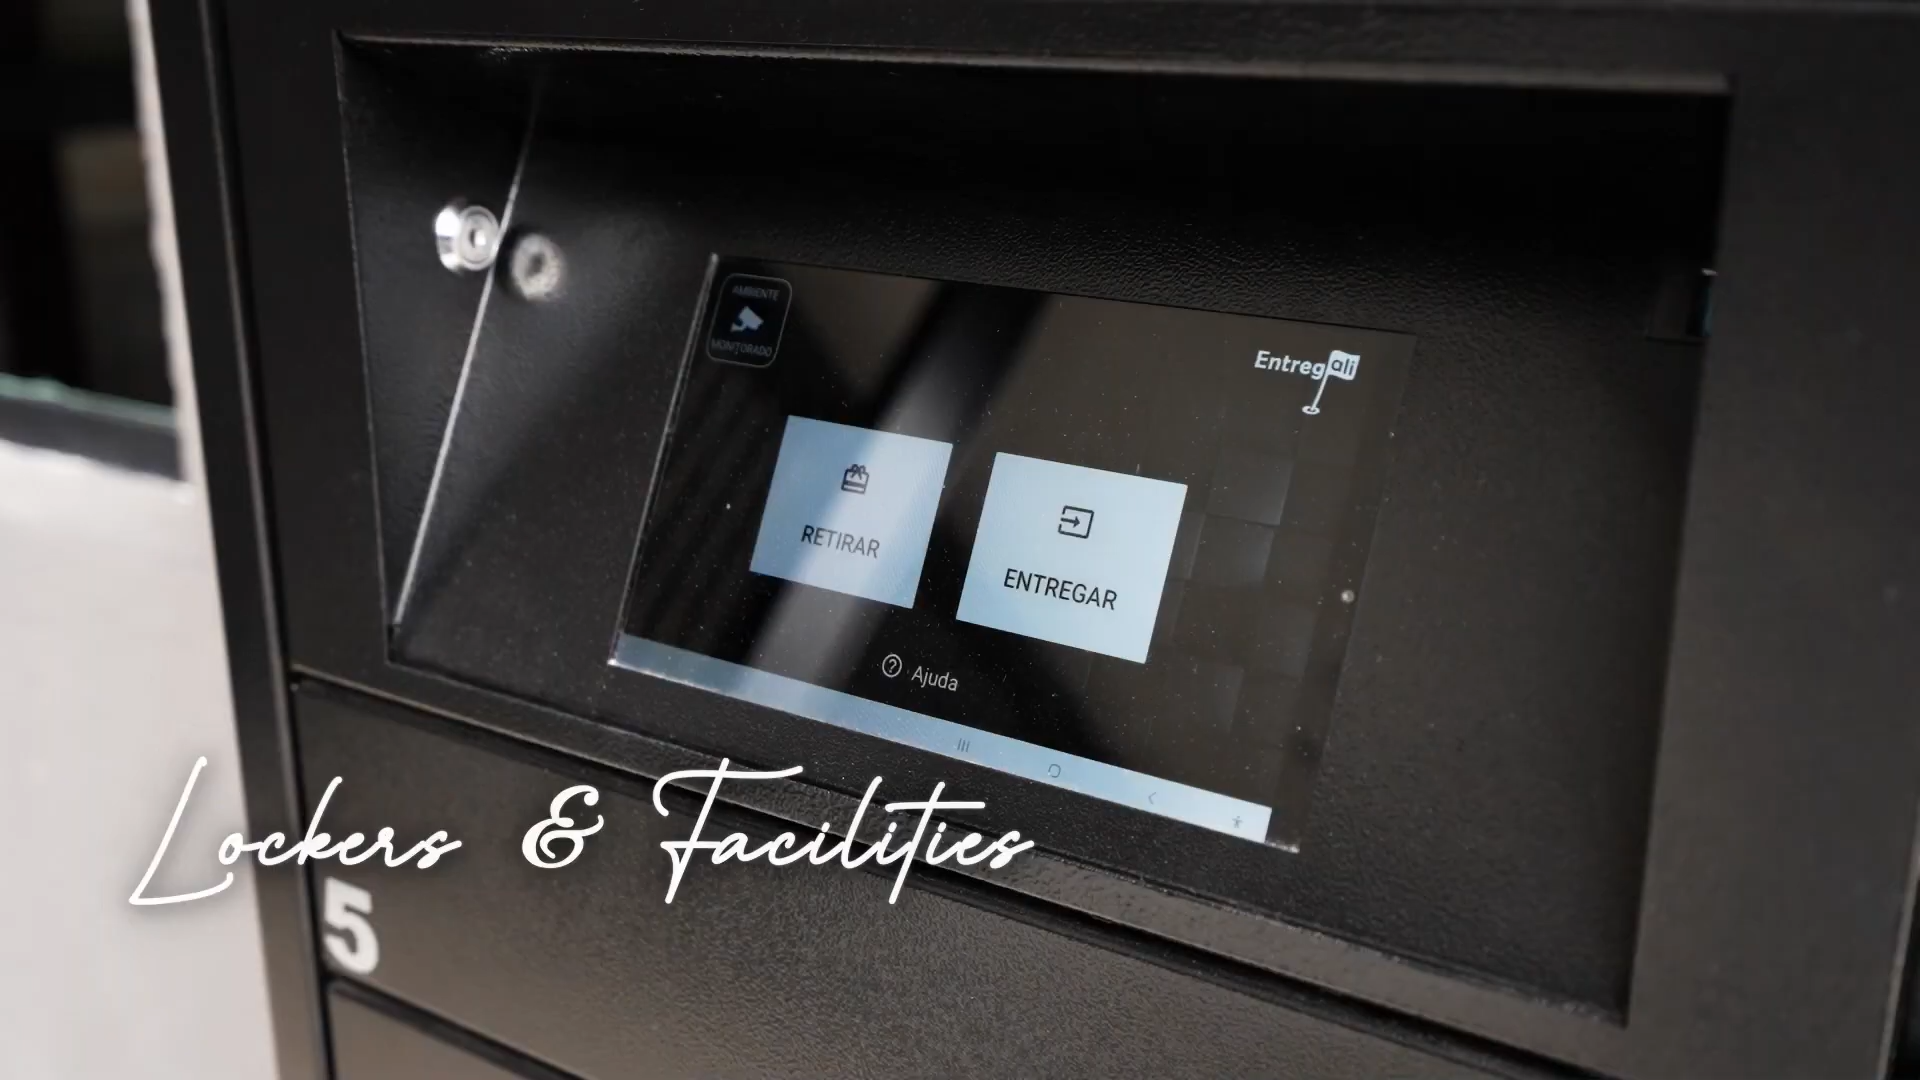 AMBIENTE
MONITORADO
Entregali
RETIRAR
ENTREGAR
Ajuda
Lockers & Facilities
5